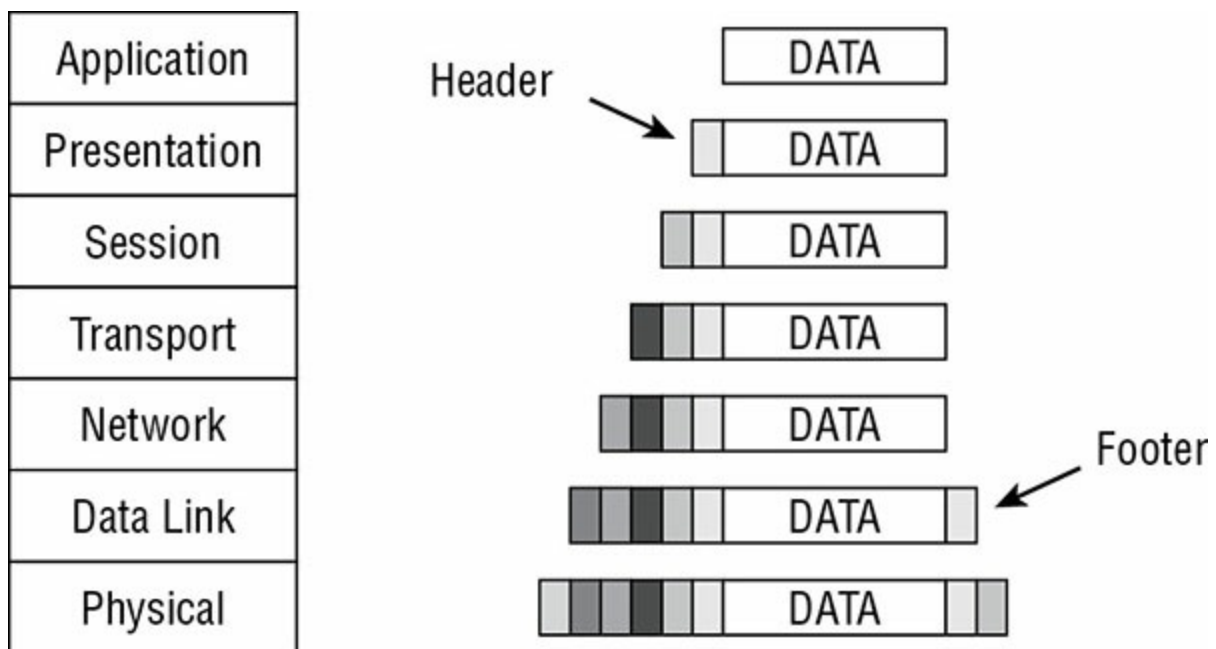 Application
Presentation
Session
Transport
Network
Data Link
Physical
Header
Footer
DATA
DATA
DATA
DATA
DATA
DATA
DATA